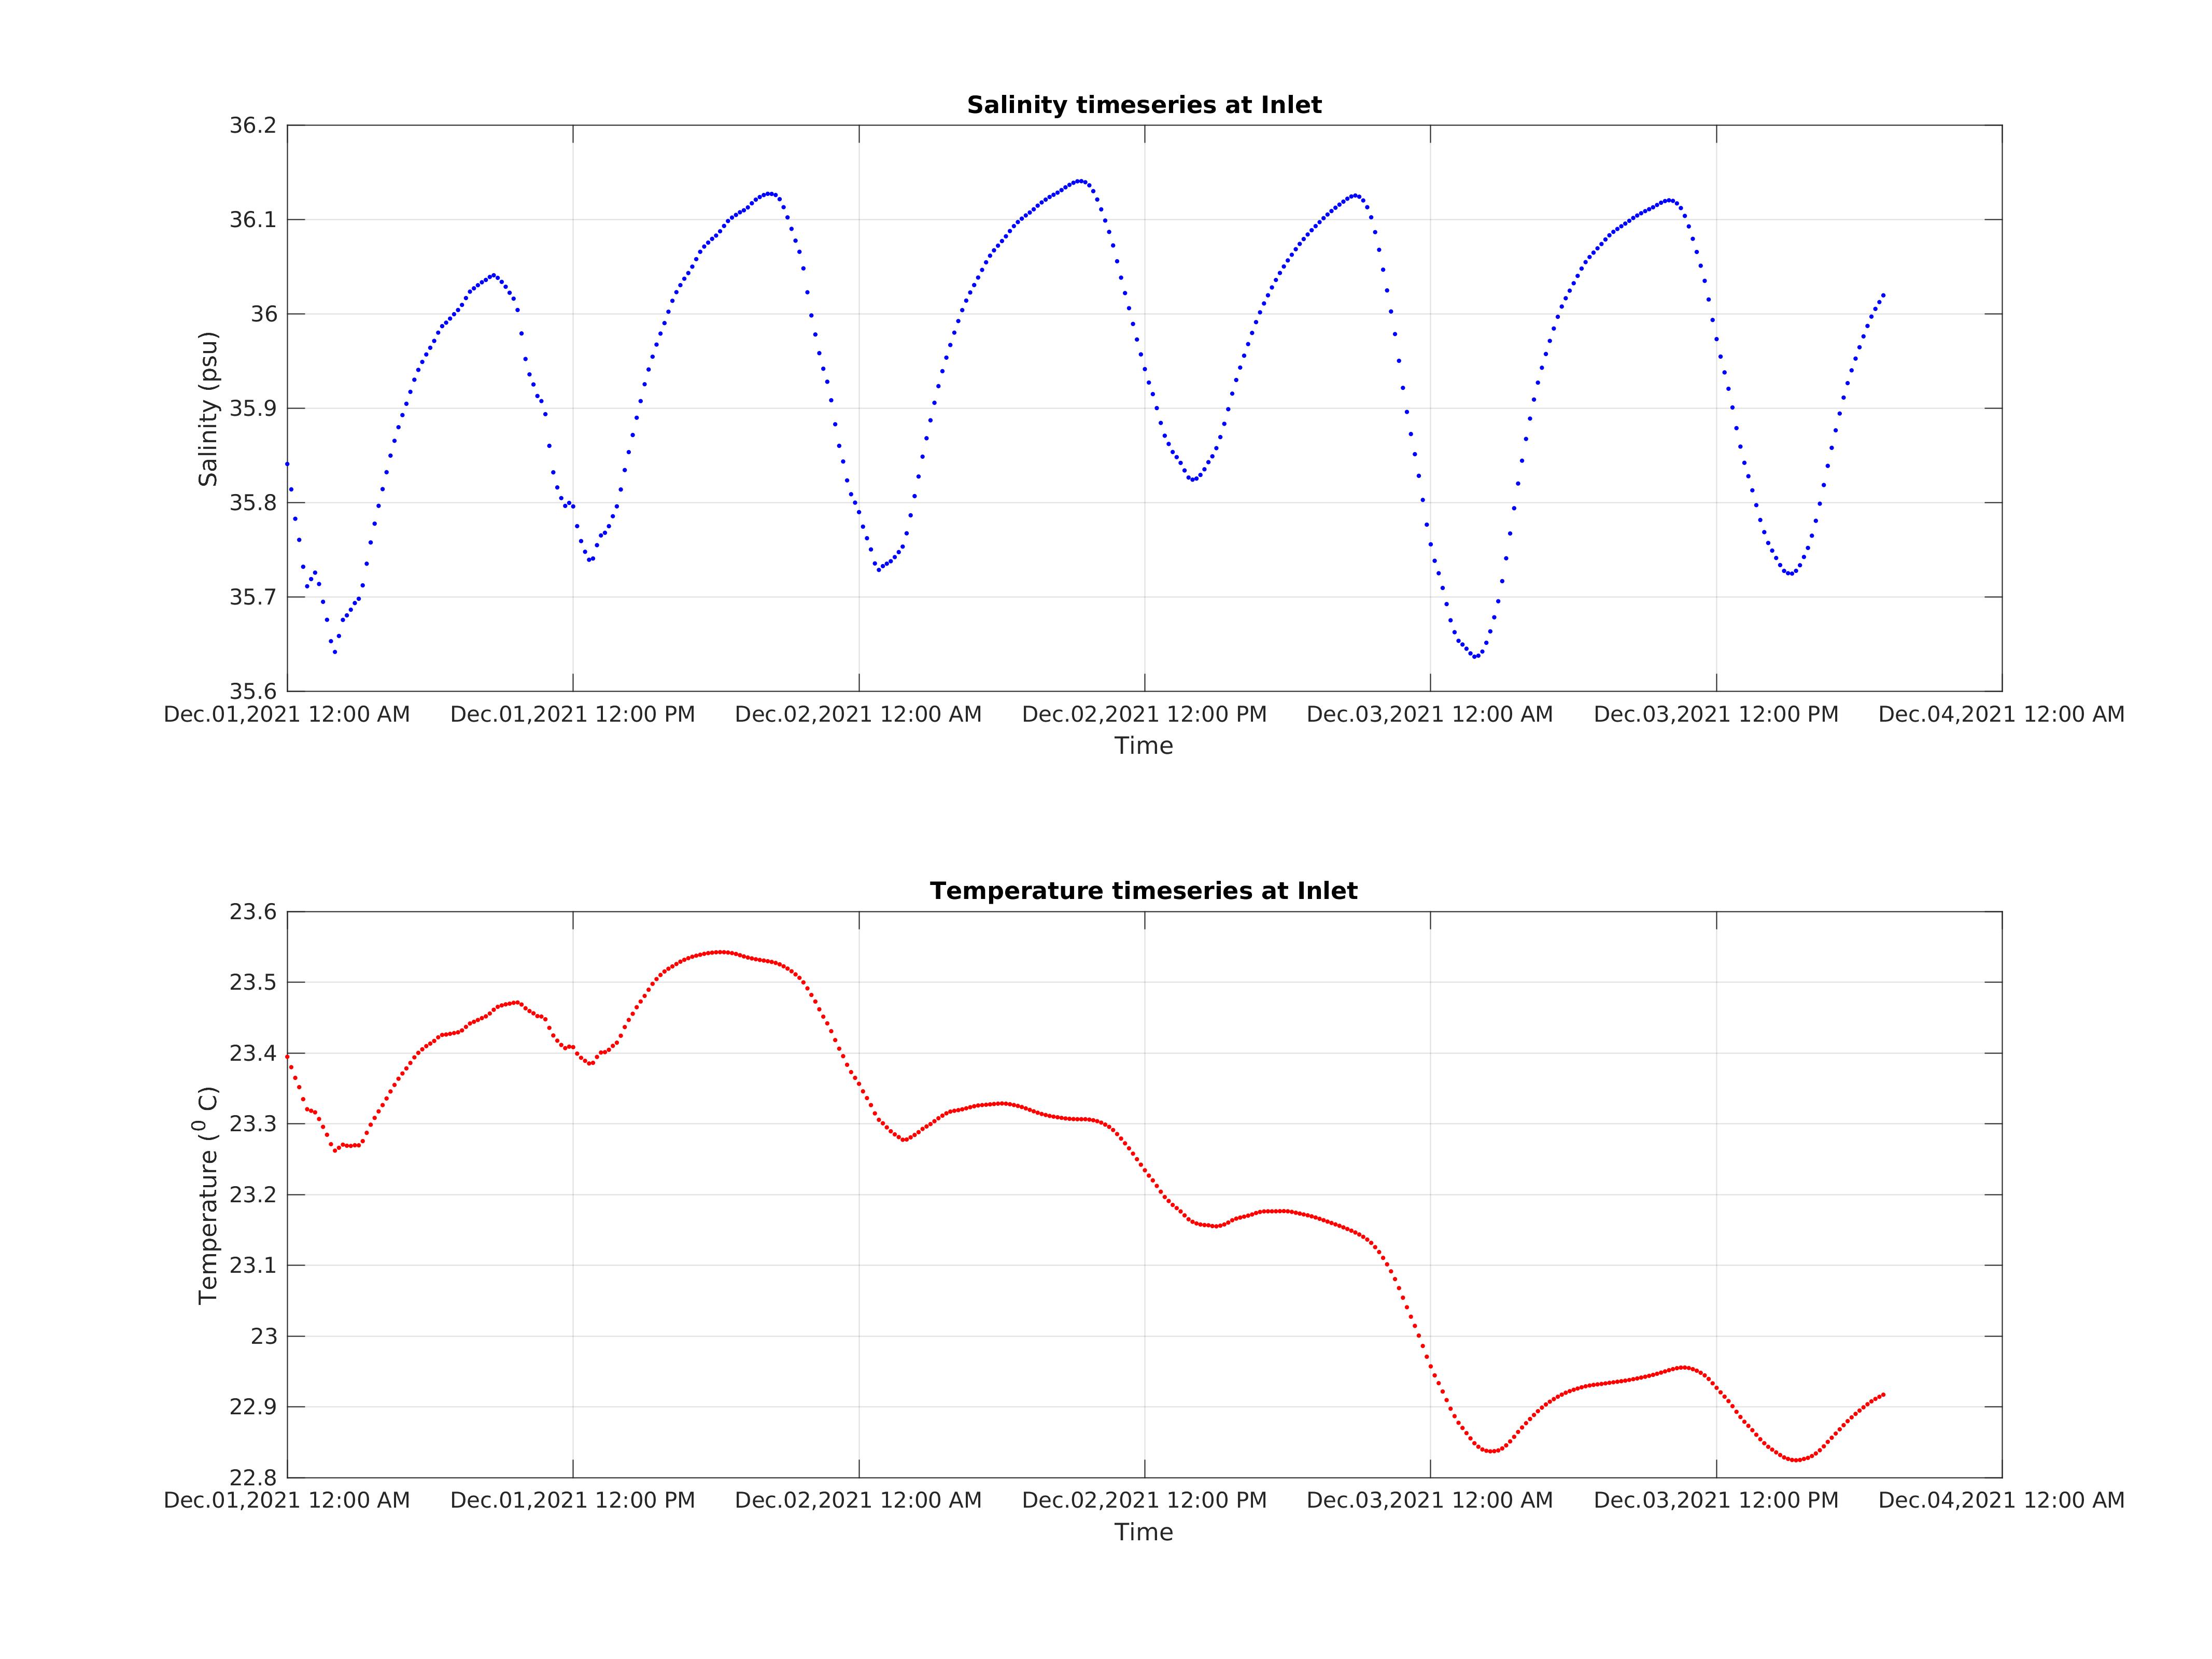 Salinity timeseries at Inlet
36.2
36.1
36
35.9
35.8
35.7
35.6
Salinity (psu)
Dec.01,2021 12:00 AM Dec.01,2021 12:00 PM Dec.02,2021 12:00 AM Dec.02,2021 12:00 PM Dec.03,2021 12:00 AM Dec.03,2021 12:00 PM Dec.04,2021 12:00 AM
Time
Temperature timeseries at Inlet
23.6
23.5
23.4
23.3
23.2
23.1
23
22.9
22.8
Temperature (⁰ C)
Dec.01,2021 12:00 AM Dec.01,2021 12:00 PM Dec.02,2021 12:00 AM Dec.02,2021 12:00 PM Dec.03,2021 12:00 AM Dec.03,2021 12:00 PM Dec.04,2021 12:00 AM
Time